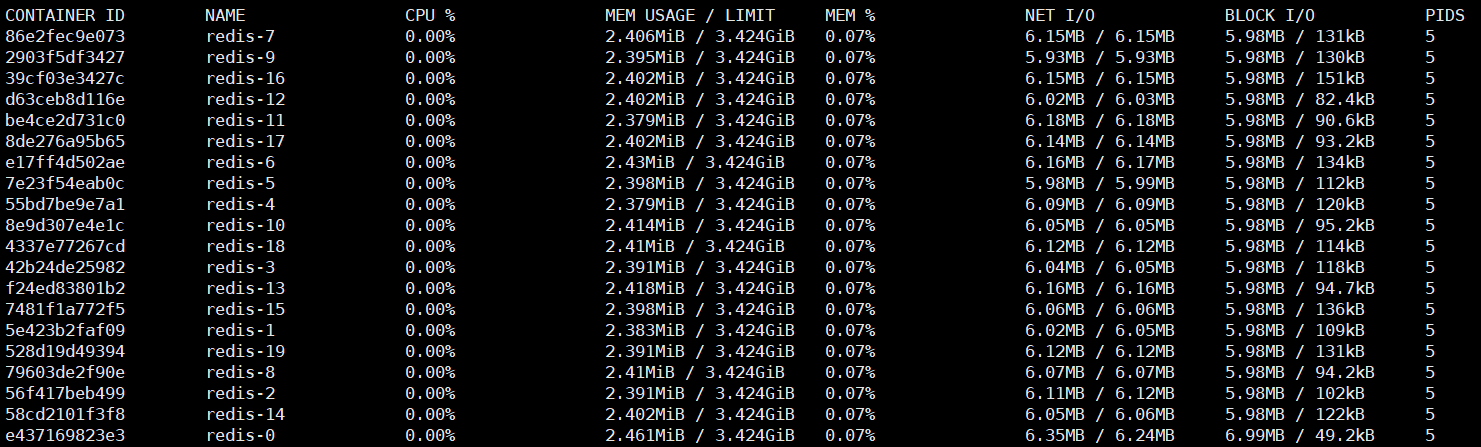 CONTAINER ID NAME CPU % MEM USAGE / LIMIT MEM % NET I/O BLOCK I/O PIDS
86e2fec9e073 redis-7 0.00% 2.406MiB / 3.424GiB 0.07% 6.15MB / 6.15MB 5.98MB / 131kB 5
2903f5df3427 redis-9 0.00% 2.395MiB / 3.424GiB 0.07% 5.93MB / 5.93MB 5.98MB / 130kB 5
39cf03e3427c redis-16 0.00% 2.402MiB / 3.424GiB 0.07% 6.15MB / 6.15MB 5.98MB / 151kB 5
d63ceb8d116e redis-12 0.00% 2.402MiB / 3.424GiB 0.07% 6.02MB / 6.03MB 5.98MB / 82.4kB 5
be4ce2d731c0 redis-11 0.00% 2.379MiB / 3.424GiB 0.07% 6.18MB / 6.18MB 5.98MB / 90.6kB 5
8de276a95b65 redis-17 0.00% 2.402MiB / 3.424GiB 0.07% 6.14MB / 6.14MB 5.98MB / 93.2kB 5
e17ff4d502ae redis-6 0.00% 2.43MiB / 3.424GiB 0.07% 6.16MB / 6.17MB 5.98MB / 134kB 5
7e23f54eab0c redis-5 0.00% 2.398MiB / 3.424GiB 0.07% 5.98MB / 5.99MB 5.98MB / 112kB 5
55bd7be9e7a1 redis-4 0.00% 2.379MiB / 3.424GiB 0.07% 6.09MB / 6.09MB 5.98MB / 120kB 5
8e9d307e4e1c redis-10 0.00% 2.414MiB / 3.424GiB 0.07% 6.05MB / 6.05MB 5.98MB / 95.2kB 5
4337e77267cd redis-18 0.00% 2.41MiB / 3.424GiB 0.07% 6.12MB / 6.12MB 5.98MB / 114kB 5
42b24de25982 redis-3 0.00% 2.391MiB / 3.424GiB 0.07% 6.04MB / 6.05MB 5.98MB / 118kB 5
f24ed83801b2 redis-13 0.00% 2.418MiB / 3.424GiB 0.07% 6.16MB / 6.16MB 5.98MB / 94.7kB 5
7481f1a772f5 redis-15 0.00% 2.398MiB / 3.424GiB 0.07% 6.06MB / 6.06MB 5.98MB / 136kB 5
5e423b2faf09 redis-1 0.00% 2.383MiB / 3.424GiB 0.07% 6.02MB / 6.05MB 5.98MB / 109kB 5
528d19d49394 redis-19 0.00% 2.391MiB / 3.424GiB 0.07% 6.12MB / 6.12MB 5.98MB / 131kB 5
79603de2f90e redis-8 0.00% 2.41MiB / 3.424GiB 0.07% 6.07MB / 6.07MB 5.98MB / 94.2kB 5
56f417beb499 redis-2 0.00% 2.391MiB / 3.424GiB 0.07% 6.11MB / 6.12MB 5.98MB / 102kB 5
58cd2101f3f8 redis-14 0.00% 2.402MiB / 3.424GiB 0.07% 6.05MB / 6.06MB 5.98MB / 122kB 5
e437169823e3 redis-0 0.00% 2.461MiB / 3.424GiB 0.07% 6.35MB / 6.24MB 6.99MB / 49.2kB 5